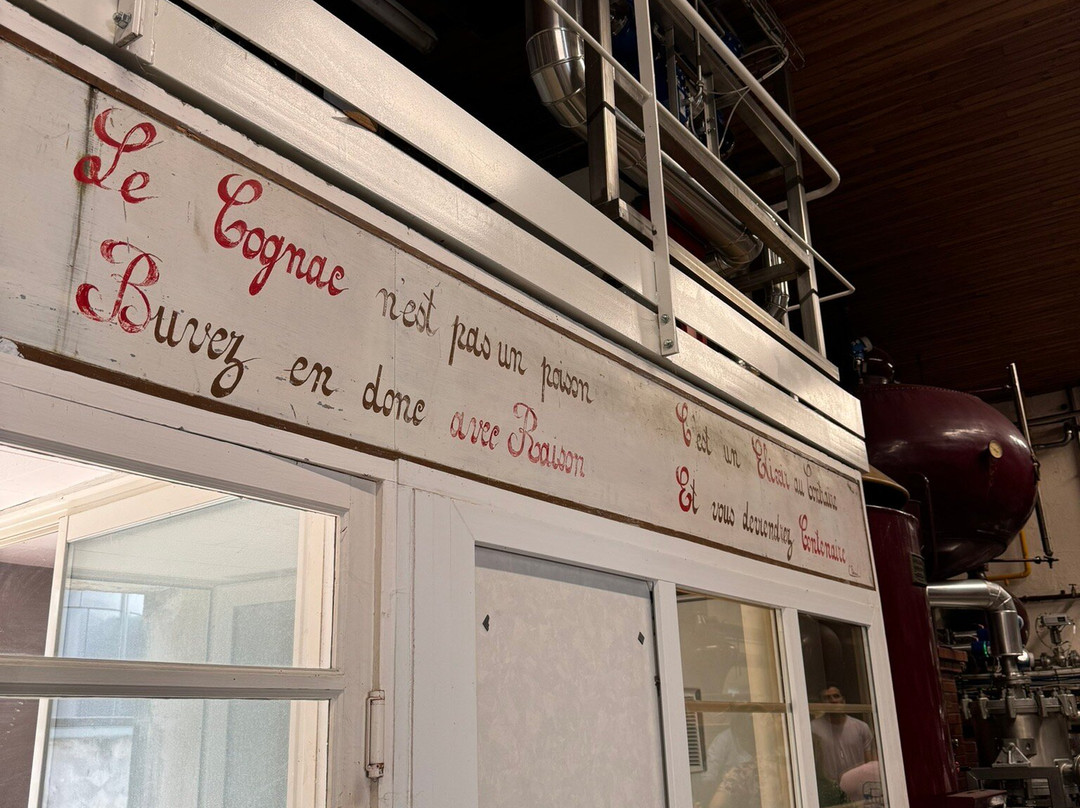 Le Cognac n'est pas un poison
Buvez en donc avec Raison
C'est un Elixir au Contraire
Et vous deviendrez Centenaire